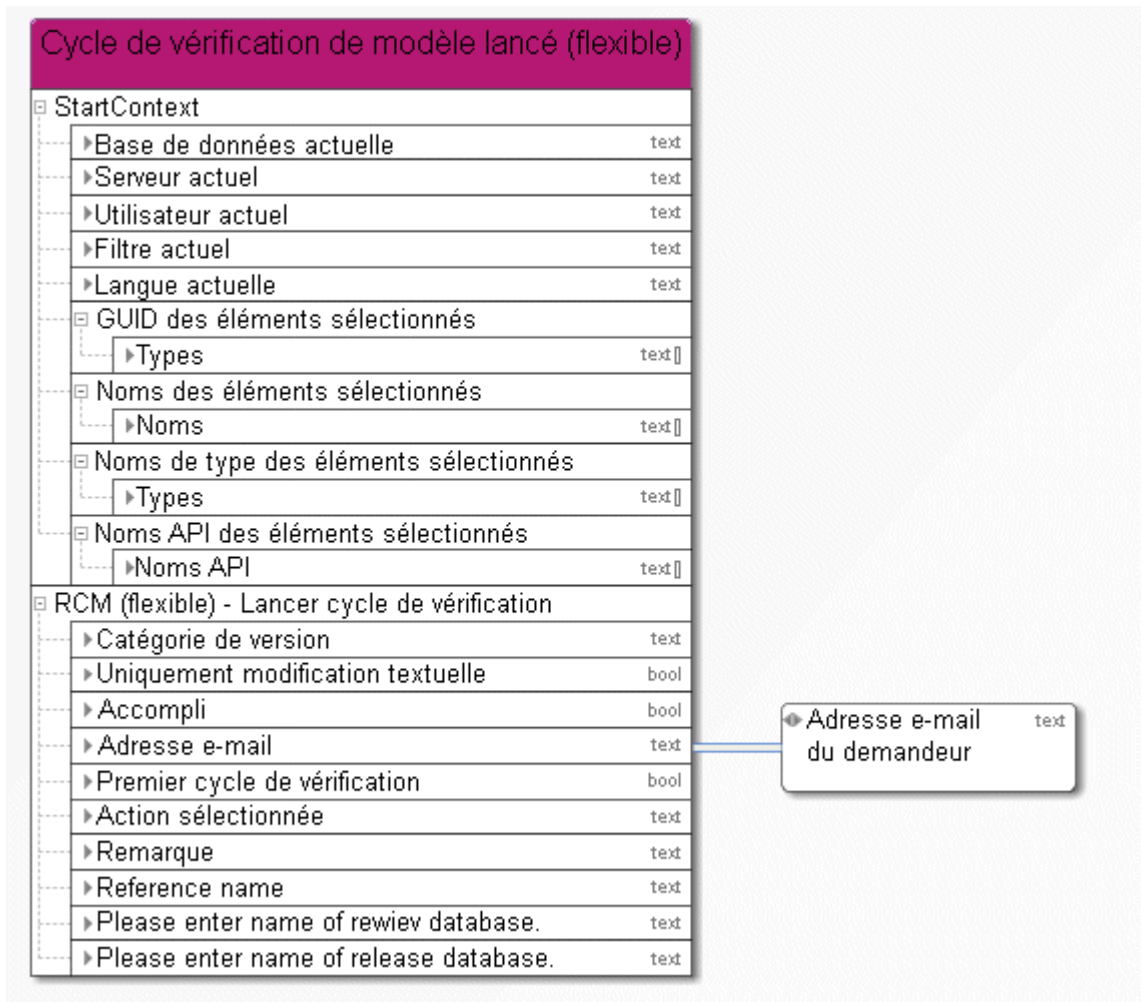 Cycle de vérification de modèle lancé (flexible)
StartContext
Base de données actuelle text
Serveur actuel text
Utilisateur actuel text
Filtre actuel text
Langue actuelle text
GUID des éléments sélectionnés
Types text[]
Noms des éléments sélectionnés
Noms text[]
Noms de type des éléments sélectionnés
Types text[]
Noms API des éléments sélectionnés
Noms API text[]
RCM (flexible) - Lancer cycle de vérification
Catégorie de version text
Uniquement modification textuelle bool
Accompli bool
Adresse e-mail text
Premier cycle de vérification bool
Action sélectionnée text
Remarque text
Reference name text
Please enter name of rewiev database. text
Please enter name of release database. text
Adresse e-mail text
du demandeur